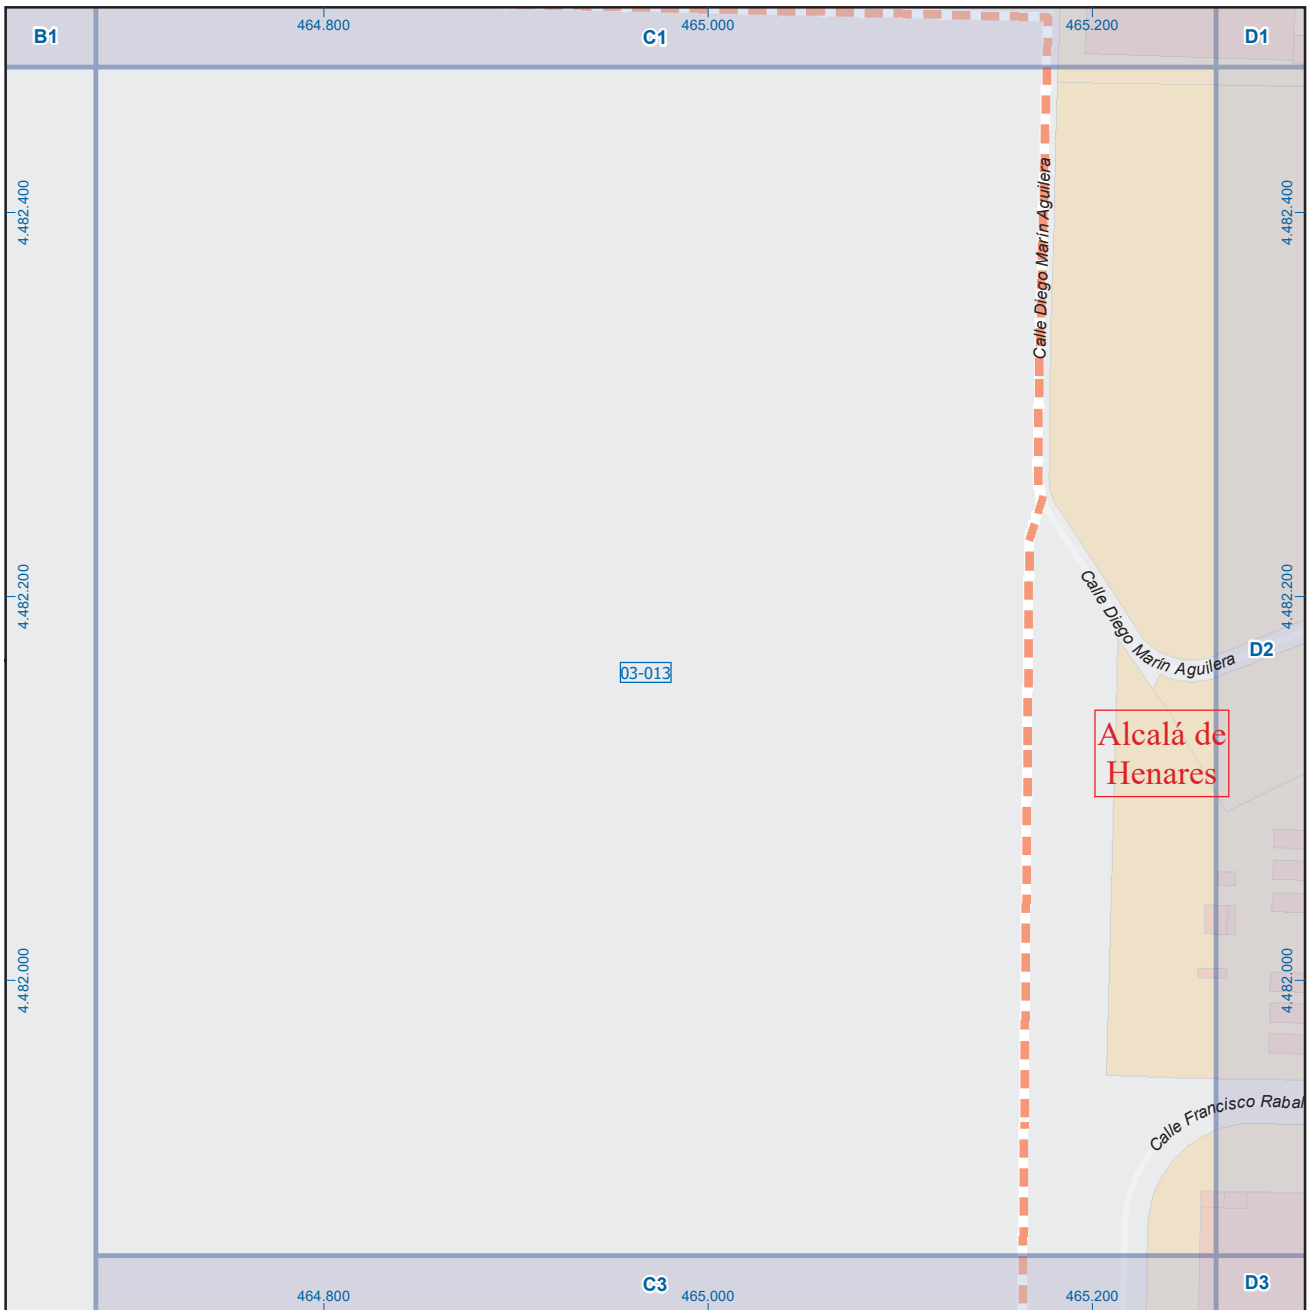 464.800
465.000
465.200
B1
C1
D1
4.482.400
4.482.400
Calle Diego Marín Aguilera
4.482.200
4.482.200
Calle Diego Marín Aguilera
D2
03-013
Alcalá de
Henares
4.482.000
4.482.000
Calle Francisco Rabal
C3
D3
464.800
465.000
465.200